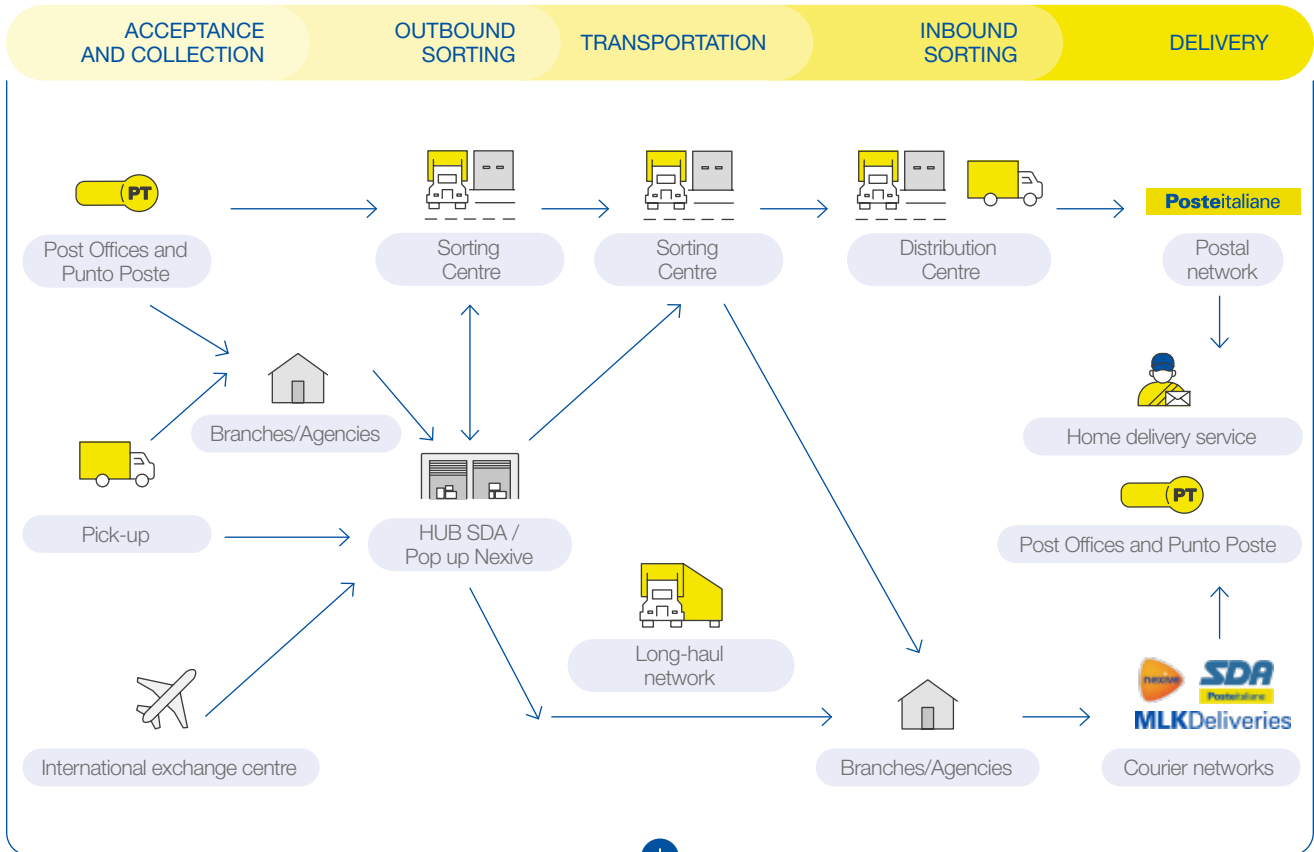 ACCEPTANCE
AND COLLECTION
OUTBOUND
SORTING
TRANSPORTATION
INBOUND
SORTING
DELIVERY
PT
Post Offices and
Punto Poste
Sorting
Centre
Sorting
Centre
Distribution
Centre
Posteitaliane
Postal
network
Branches/Agencies
Home delivery service
Pick-up
HUB SDA /
Pop up Nexive
PT
Post Offices and Punto Poste
Long-haul
network
nexive
SDA
Posteitaliane
MLKDeliveries
International exchange centre
Branches/Agencies
Courier networks